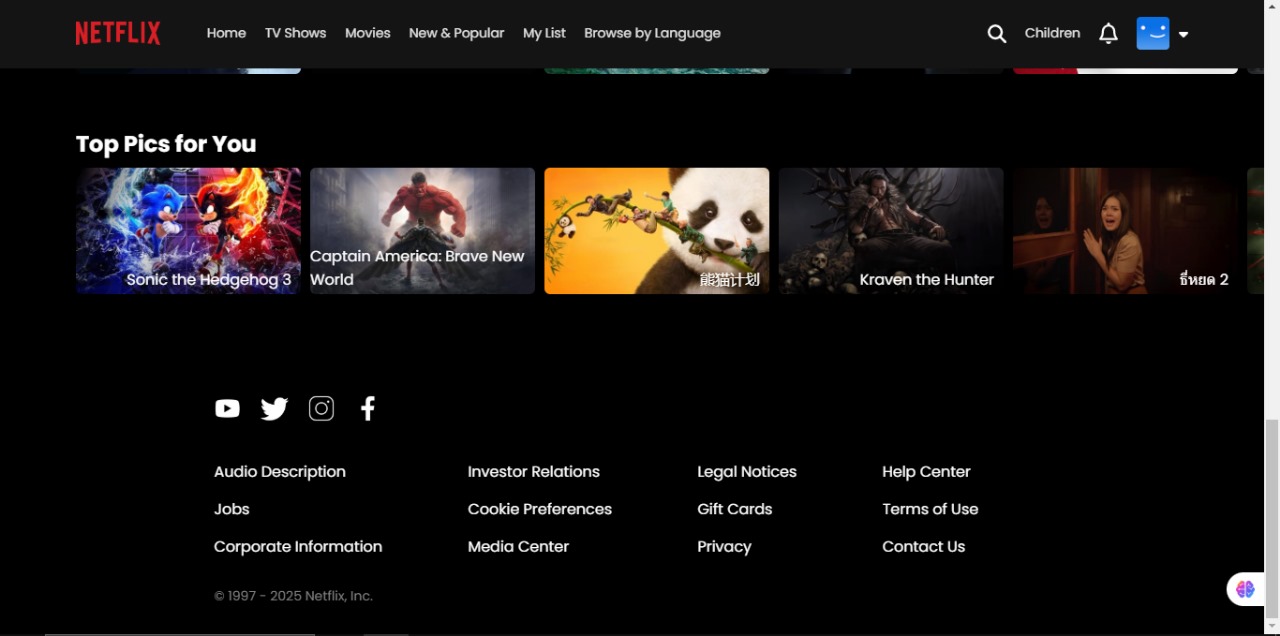 NETFLIX
Home TV Shows Movies New & Popular My List Browse by Language Children
Top Pics for You
Sonic the Hedgehog 3
Captain America: Brave New
World
熊猫计划
Kraven the Hunter
ธี่หยด 2
Audio Description Investor Relations Legal Notices Help Center
Jobs Cookie Preferences Gift Cards Terms of Use
Corporate Information Media Center Privacy Contact Us
© 1997 - 2025 Netflix, Inc.